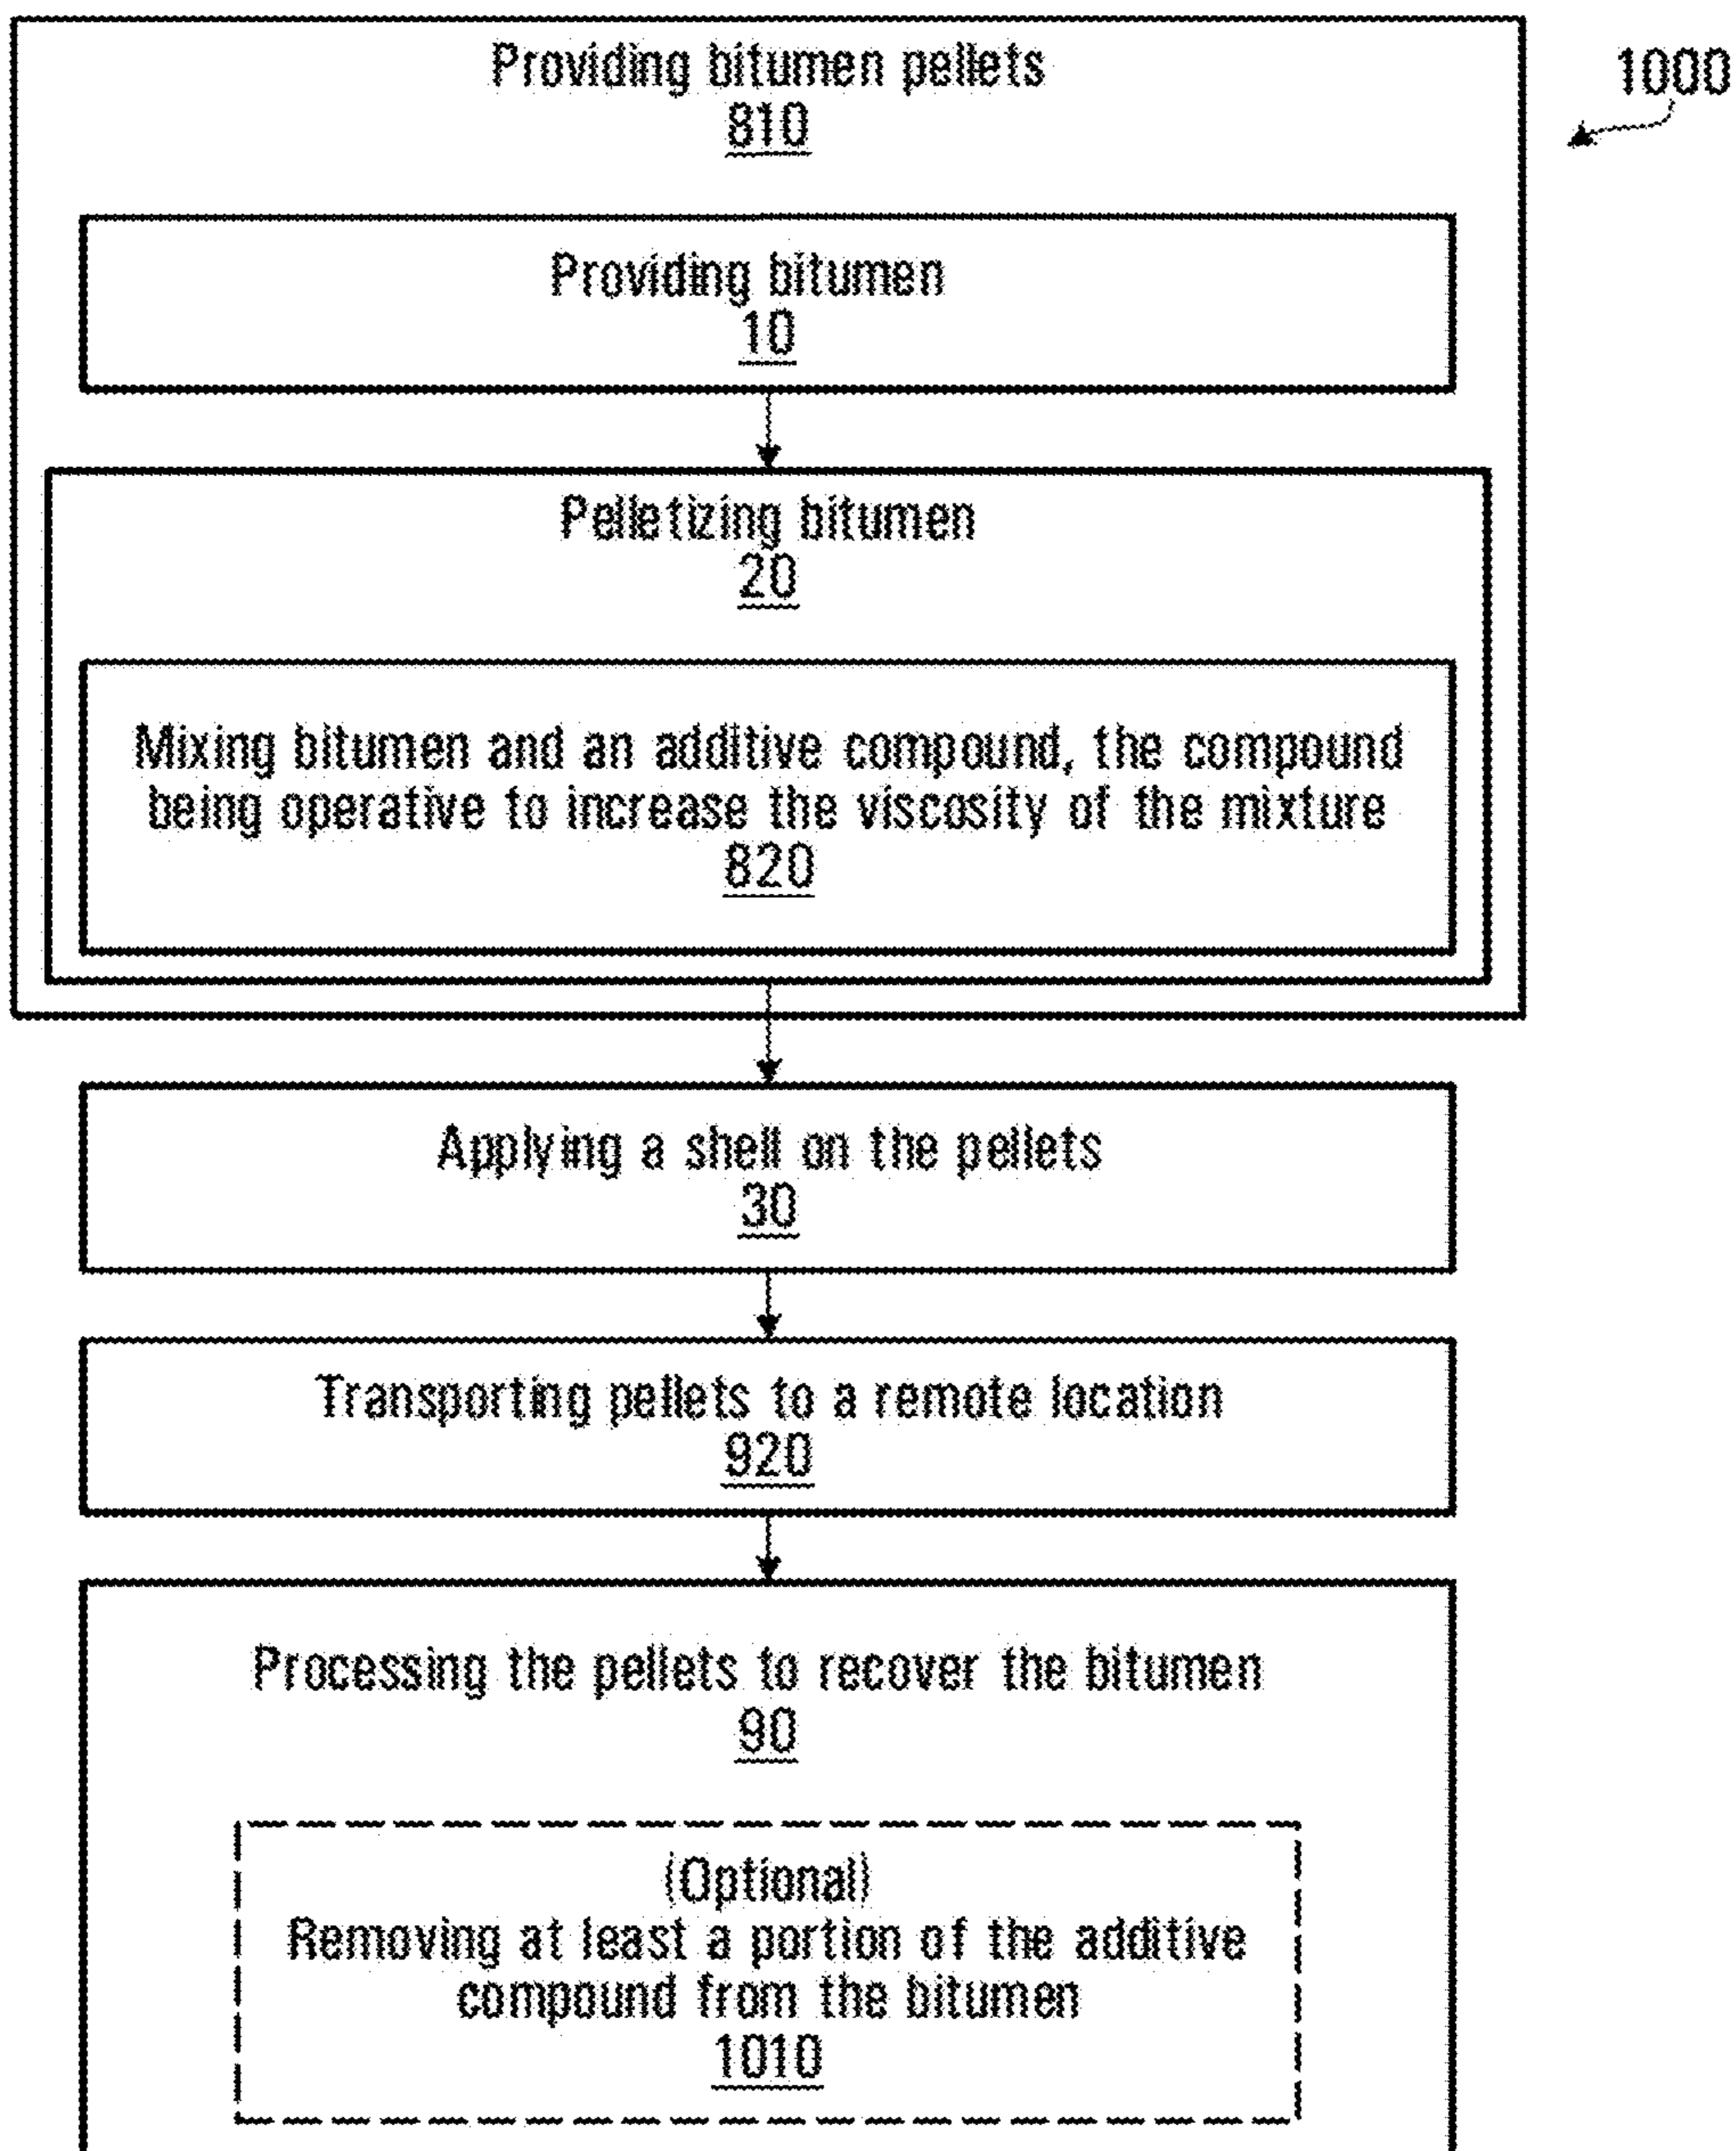 Providing bitumen pellets
810
1000
Providing bitumen
10
Pelletizing bitumen
20
Mixing bitumen and an additive compound, the compound
being operative to increase the viscosity of the mixture
820
Applying a shell on the pellets
30
Transporting pellets to a remote location
920
Processing the pellets to recover the bitumen
90
(Optional)
Removing at least a portion of the additive
compound from the bitumen
1010